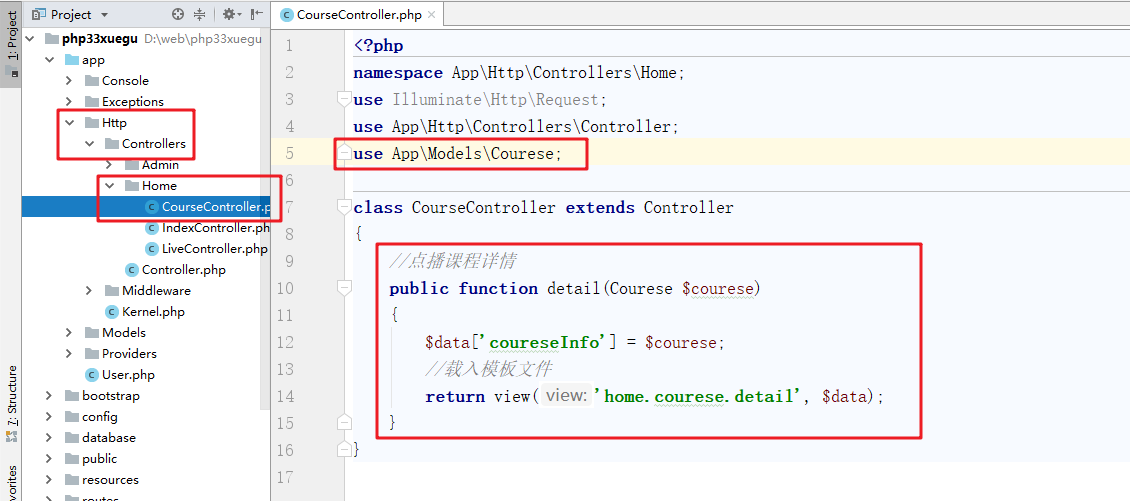 Project
D:\web\php33xuegu
php33xuegu
app
Console
Exceptions
Http
Controllers
Admin
Home
CourseController.p
IndexController.ph
LiveController.php
Controller.php
Middleware
Kernel.php
Models
Providers
User.php
bootstrap
config
database
public
resources
routes
1: Project
7: Structure
vorites
CourseController.php
1 <?php
2 namespace App\Http\Controllers\Home;
3 use Illuminate\Http\Request;
4 use App\Http\Controllers\Controller;
5 use App\Models\Courese;
6
7 class CourseController extends Controller
8 {
9 //点播课程详情
10 public function detail(Courese $courese)
11 {
12 $data['coureseInfo'] = $courese;
13 //载入模板文件
14 return view( view: 'home.courese.detail', $data);
15 }
16 }
17